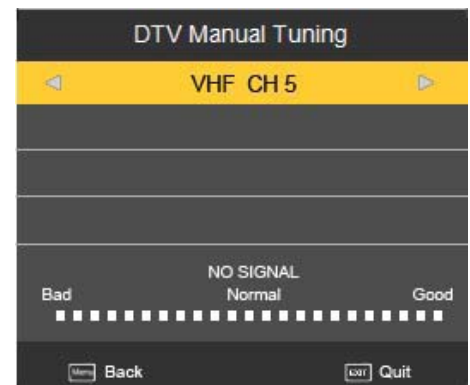 DTV Manual Tuning
VHF CH 5
NO SIGNAL
Bad Normal Good
Menu Back EXIT Quit